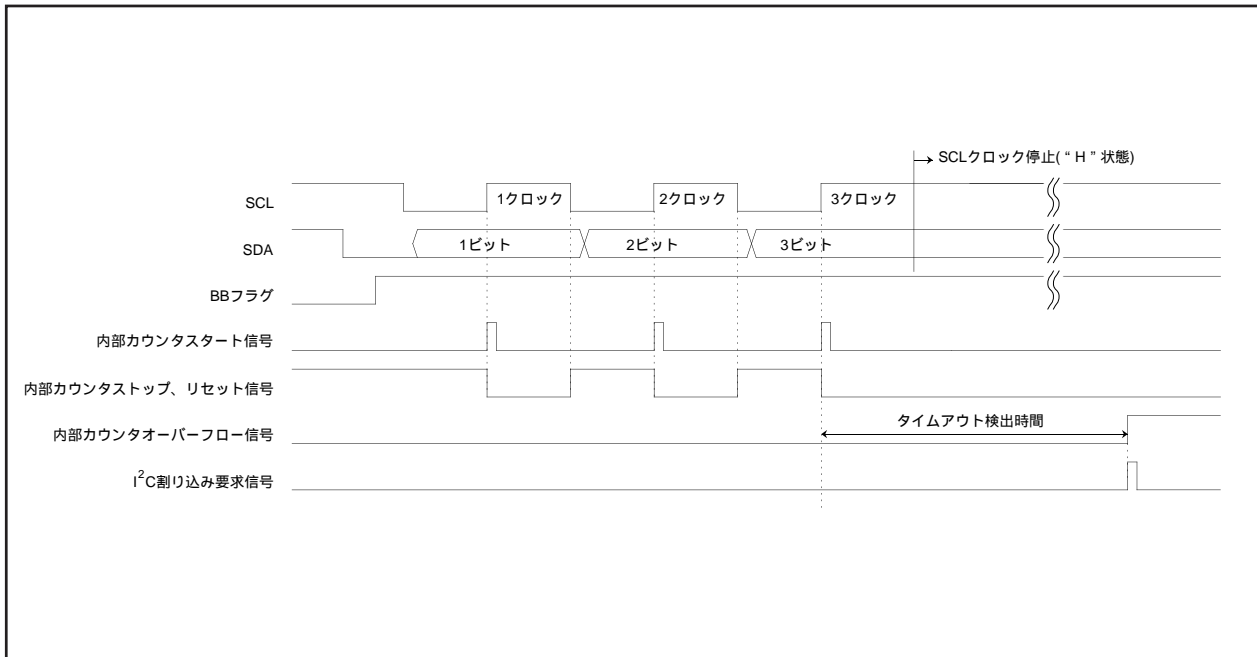 SCLクロック停止(“H”状態)
SCL
1クロック 2クロック 3クロック
SDA
1ビット 2ビット 3ビット
BBフラグ
内部カウンタスタート信号
内部カウンタストップ、リセット信号
タイムアウト検出時間
内部カウンタオーバーフロー信号
I²C割り込み要求信号